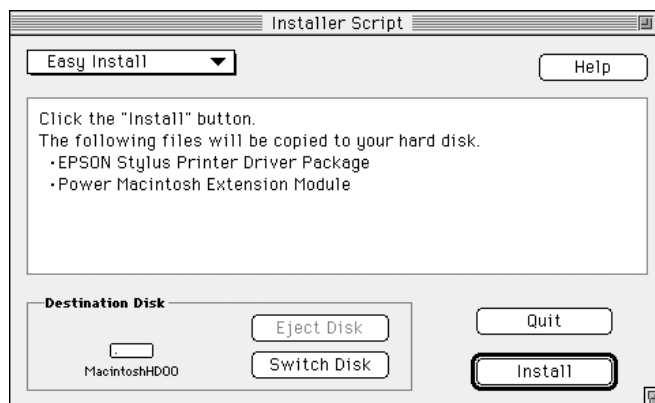 Installer Script
Easy Install
Help
Click the "Install" button.
The following files will be copied to your hard disk.
·EPSON Stylus Printer Driver Package
·Power Macintosh Extension Module
Destination Disk
Eject Disk
Quit
MacintoshHD00
Switch Disk
Install